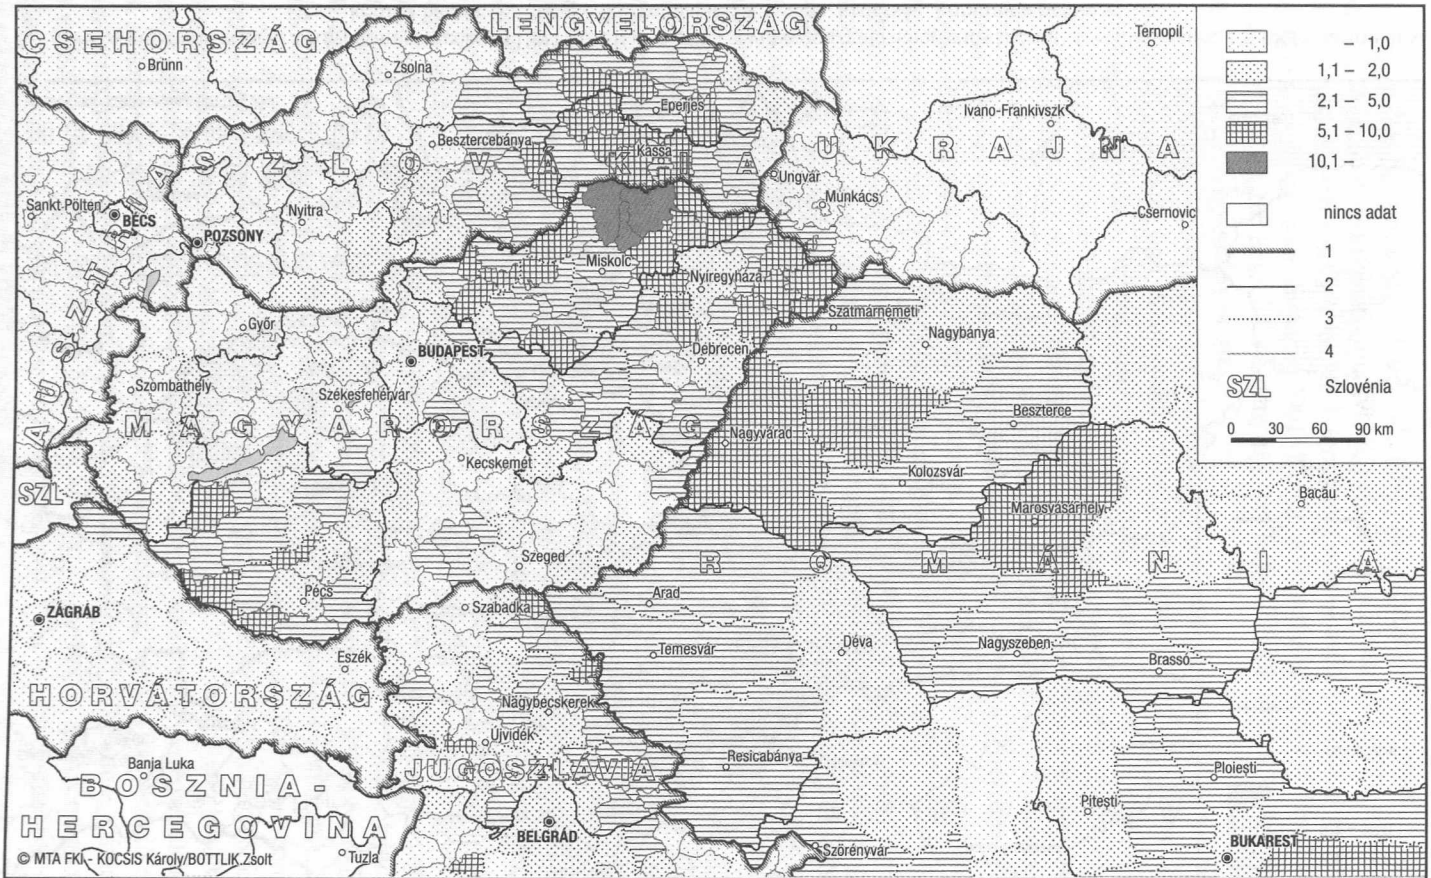 LENGYELORSZÁG
CSEHORSZÁG
Brünn
Zsolna
Ternopil
Eperjes
Ivano-Frankivszk
Besztercebánya
SZLOVÁKIA
Kassa
UKRAJNA
Ungvár
Munkács
Sankt Pölten
BÉCS
AUSZTRIA
Nyitra
POZSONY
Csernovic
Miskolc
Nyíregyháza
Győr
Szatmárnémeti
Nagybánya
BUDAPEST
Debrecen
Szombathely
Székesfehérvár
MAGYARORSZÁG
Beszterce
Nagyvárad
Kecskemét
Kolozsvár
SZL
Marosvásárhely
Bacău
Szeged
ROMÁNIA
Pécs
Szabadka
Arad
ZÁGRÁB
Eszék
Temesvár
Déva
Nagyszeben
Brassó
HORVÁTORSZÁG
Nagybecskerek
Újvidék
Banja Luka
JUGOSZLÁVIA
Resicabánya
Ploiești
BOSZNIA-
Pitești
HERCEGOVINA
BELGRÁD
Szörényvár
BUKAREST
Tuzla
© MTA FKI - KOCSIS Károly/BOTTLIK.Zsolt
– 1,0
1,1 – 2,0
2,1 – 5,0
5,1 – 10,0
10,1 –
nincs adat
1
2
3
4
SZL Szlovénia
0 30 60 90 km